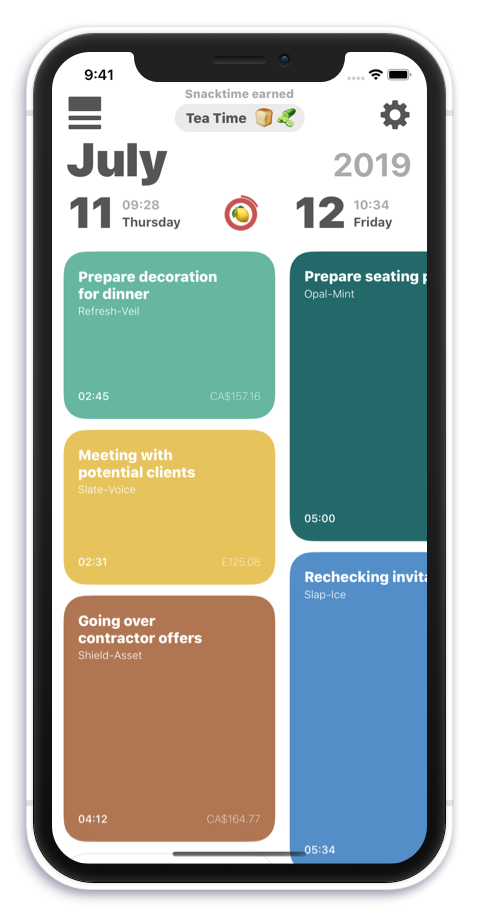 9:41
Snacktime earned
Tea Time
July
2019
11
09:28
Thursday
12
10:34
Friday
Prepare decoration
for dinner
Refresh-Veil
02:45
CA$157.16
Meeting with
potential clients
Slate-Voice
02:31
£125.08
Going over
contractor offers
Shield-Asset
04:12
CA$164.77
Prepare seating
Opal-Mint
05:00
Rechecking invita
Slap-Ice
05:34